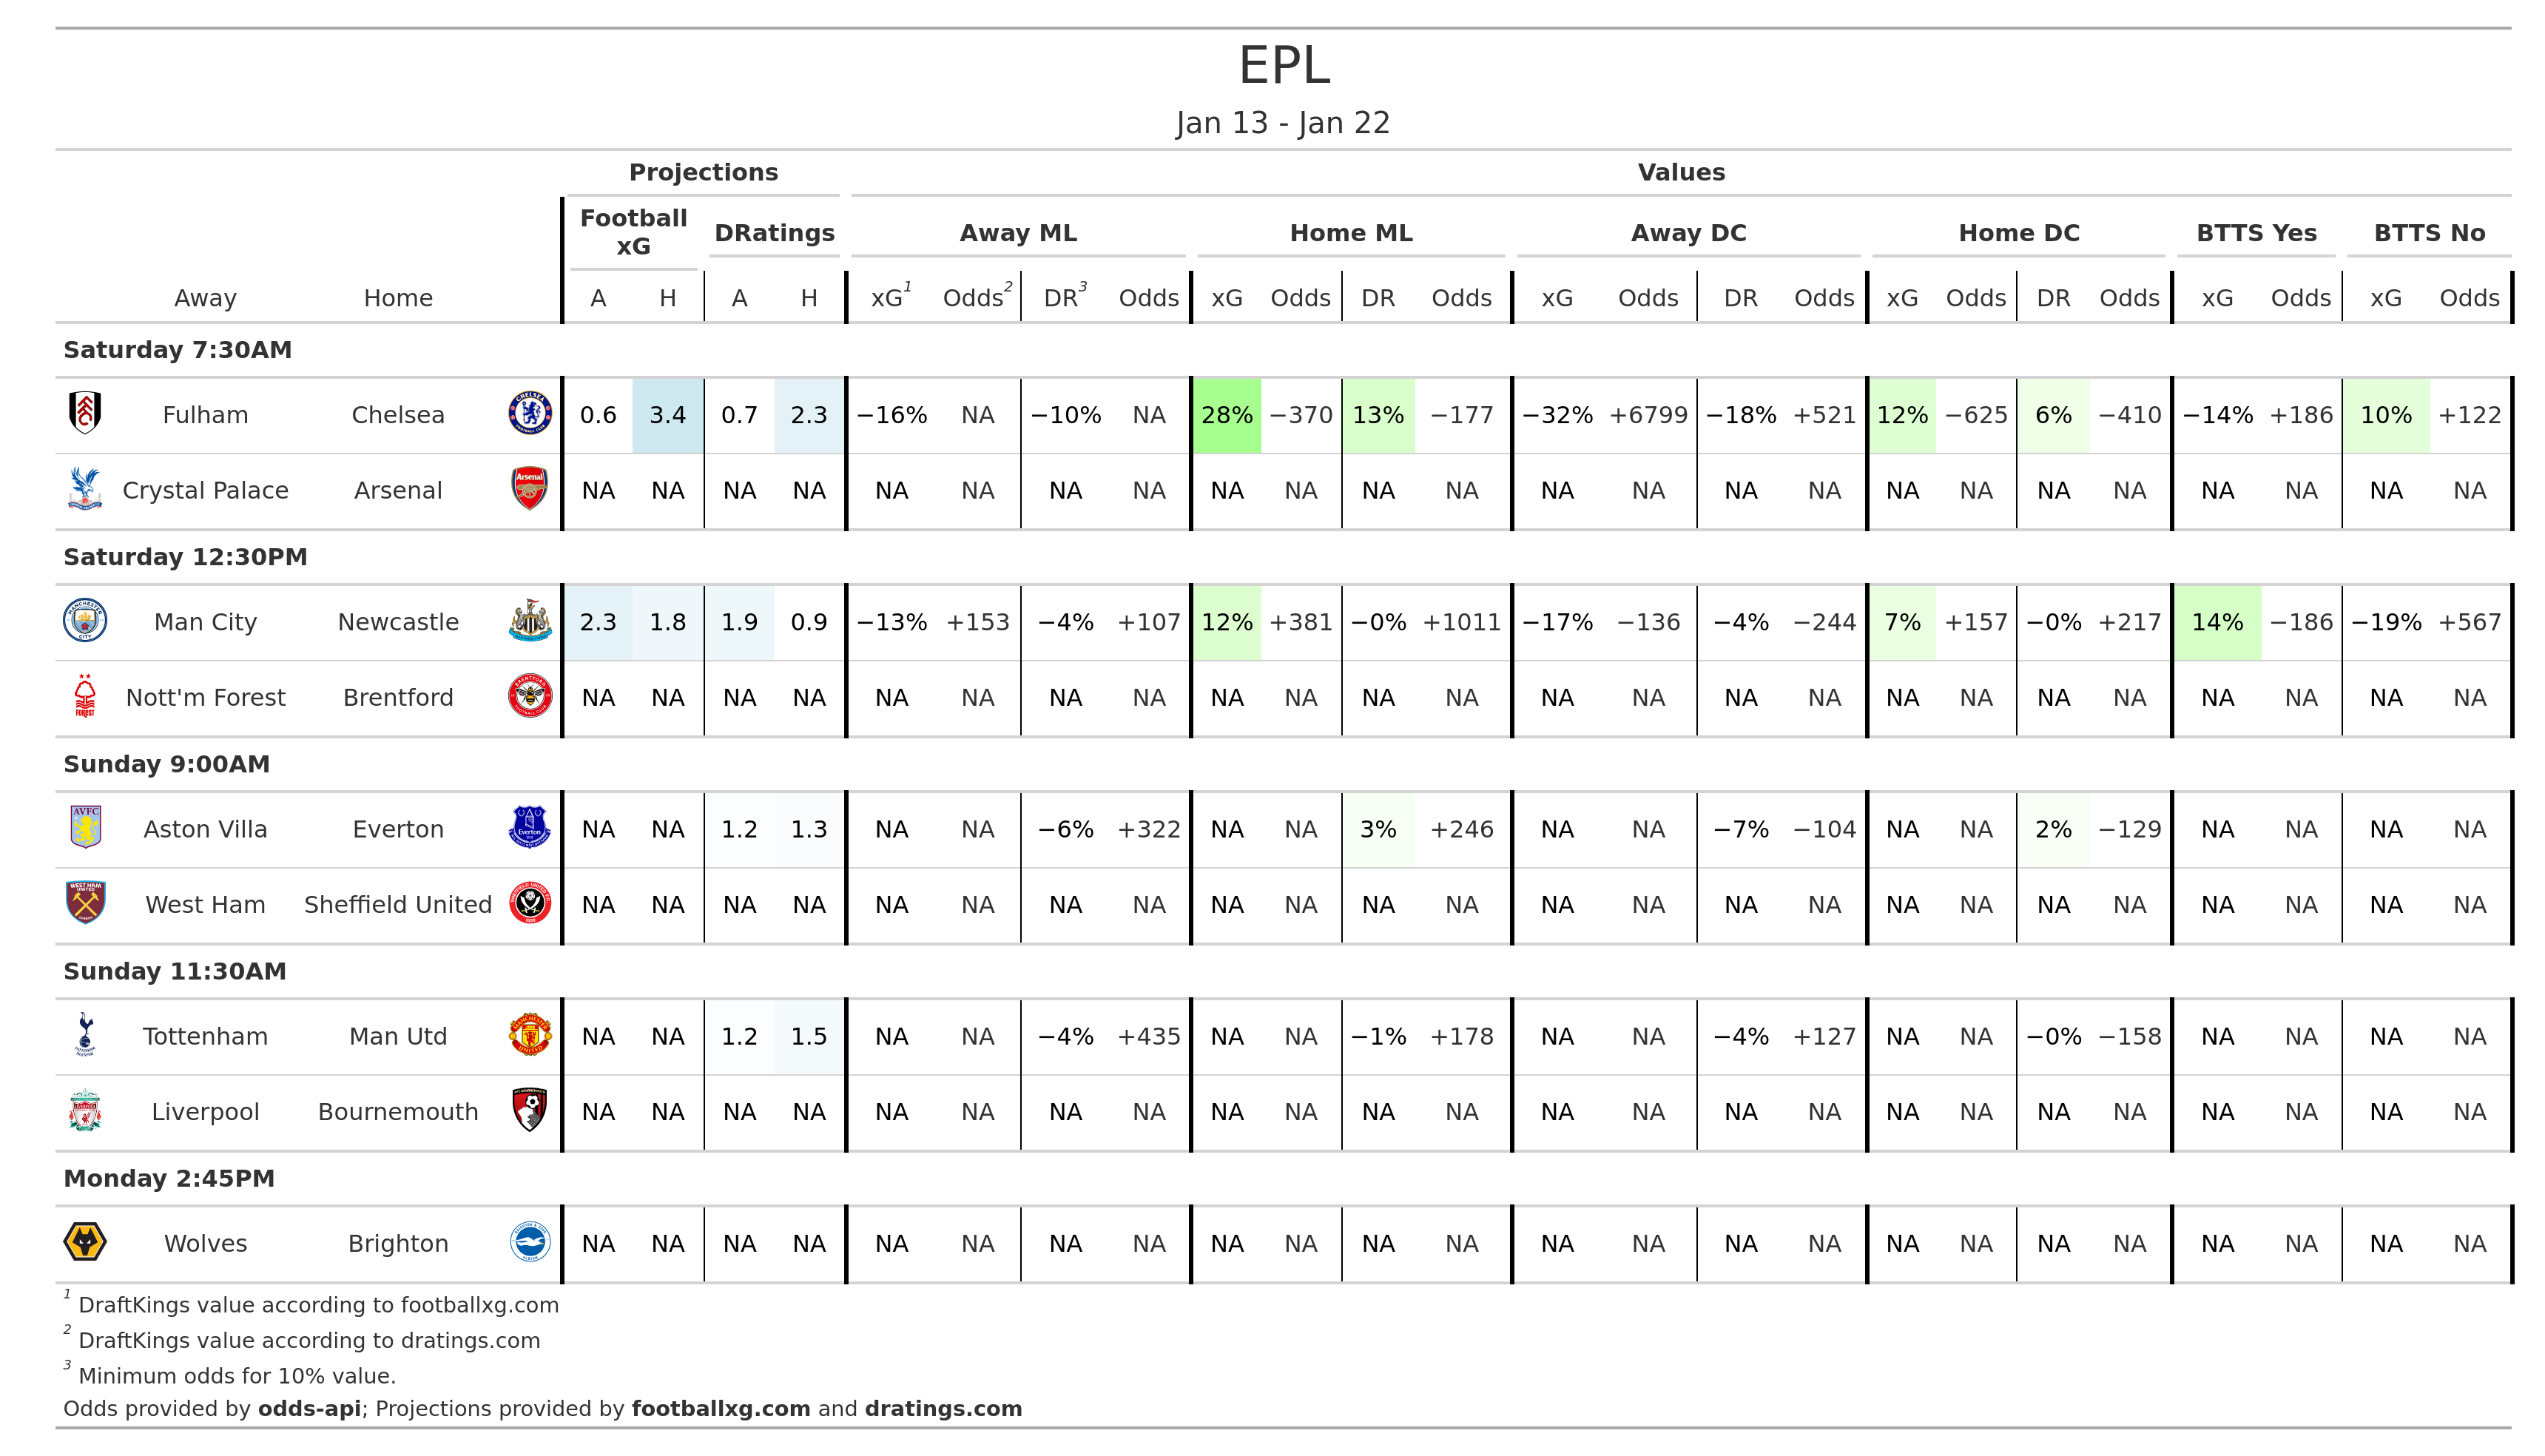 EPL
Jan 13 - Jan 22
Projections Values
Football xG DRatings Away ML Home ML Away DC Home DC BTTS Yes BTTS No
Away Home A H A H xG1 Odds2 DR3 Odds xG Odds DR Odds xG Odds DR Odds xG Odds DR Odds xG Odds xG Odds
Saturday 7:30AM
Fulham Chelsea 0.6 3.4 0.7 2.3 −16% NA −10% NA 28% −370 13% −177 −32% +6799 −18% +521 12% −625 6% −410 −14% +186 10% +122
Crystal Palace Arsenal NA NA NA NA NA NA NA NA NA NA NA NA NA NA NA NA NA NA NA NA NA NA NA NA
Saturday 12:30PM
Man City Newcastle 2.3 1.8 1.9 0.9 −13% +153 −4% +107 12% +381 −0% +1011 −17% −136 −4% −244 7% +157 −0% +217 14% −186 −19% +567
Nott'm Forest Brentford NA NA NA NA NA NA NA NA NA NA NA NA NA NA NA NA NA NA NA NA NA NA NA NA
Sunday 9:00AM
Aston Villa Everton NA NA 1.2 1.3 NA NA −6% +322 NA NA 3% +246 NA NA −7% −104 NA NA 2% −129 NA NA NA NA
West Ham Sheffield United NA NA NA NA NA NA NA NA NA NA NA NA NA NA NA NA NA NA NA NA NA NA NA NA
Sunday 11:30AM
Tottenham Man Utd NA NA 1.2 1.5 NA NA −4% +435 NA NA −1% +178 NA NA −4% +127 NA NA −0% −158 NA NA NA NA
Liverpool Bournemouth NA NA NA NA NA NA NA NA NA NA NA NA NA NA NA NA NA NA NA NA NA NA NA NA
Monday 2:45PM
Wolves Brighton NA NA NA NA NA NA NA NA NA NA NA NA NA NA NA NA NA NA NA NA NA NA NA NA
1 DraftKings value according to footballxg.com
2 DraftKings value according to dratings.com
3 Minimum odds for 10% value.
Odds provided by odds-api; Projections provided by footballxg.com and dratings.com